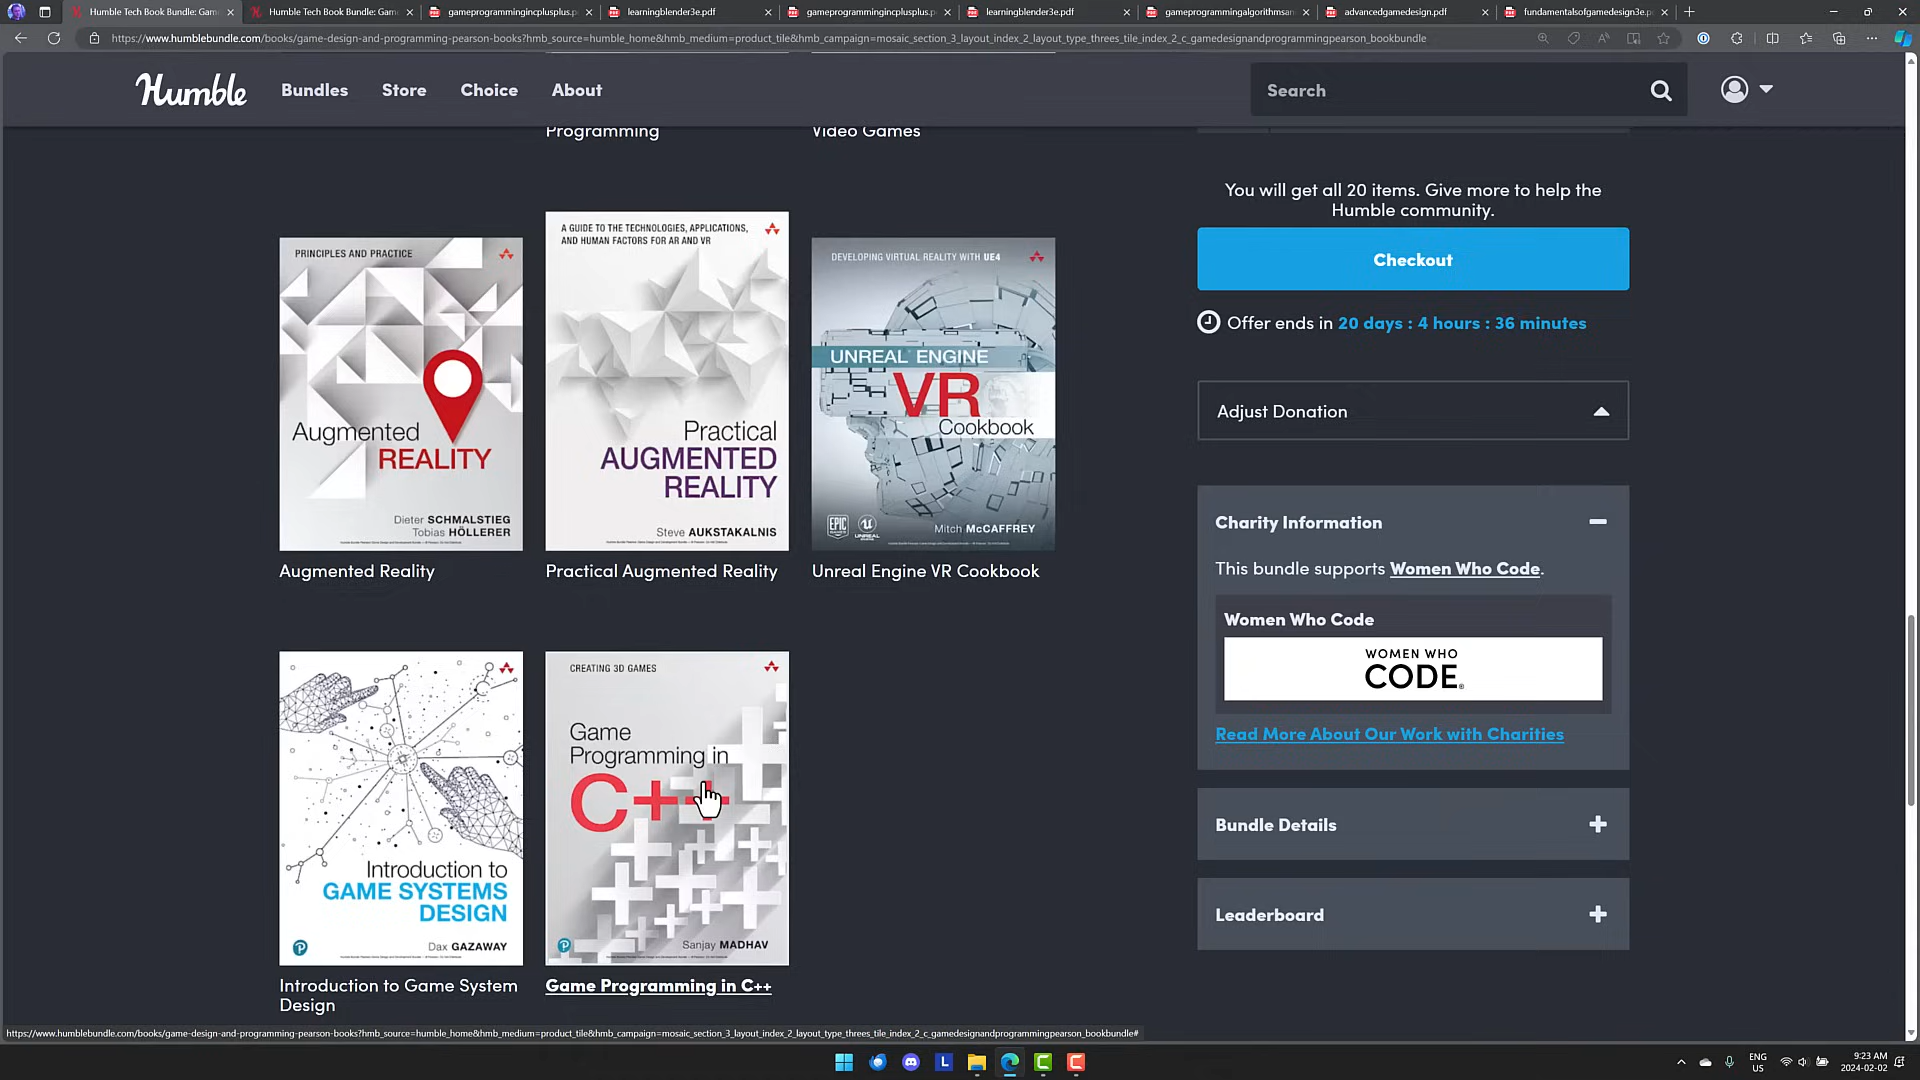 Humble Tech Book Bundle: Gam
Humble Tech Book Bundle: Gam
gameprogrammingincplusplus.p
learningblender3e.pdf
gameprogrammingincplusplus.p
learningblender3e.pdf
gameprogrammingalgorithmsan
advancedgamedesign.pdf
fundamentalsofgamedesign3e.p
https://www.humblebundle.com/books/game-design-and-programming-pearson-books?hmb_source=humble_home&hmb_medium=product_tile&hmb_campaign=mosaic_section_3_layout_index_2_layout_type_threes_tile_index_2_c_gamedesignandprogrammingpearson_bookbundle
Humble
Bundles
Store
Choice
About
Search
Programming
Video Games
PRINCIPLES AND PRACTICE
Augmented
REALITY
Dieter SCHMALSTIEG
Tobias HÖLLERER
Augmented Reality
A GUIDE TO THE TECHNOLOGIES, APPLICATIONS,
AND HUMAN FACTORS FOR AR AND VR
Practical
AUGMENTED
REALITY
Steve AUKSTAKALNIS
Practical Augmented Reality
DEVELOPING VIRTUAL REALITY WITH UE4
UNREAL ENGINE
VR
Cookbook
EPIC
GAMES
UNREAL
Mitch McCAFFREY
Unreal Engine VR Cookbook
Introduction to
GAME SYSTEMS
DESIGN
Dax GAZAWAY
Introduction to Game System
Design
CREATING 3D GAMES
Game
Programming in
C++
Sanjay MADHAV
Game Programming in C++
You will get all 20 items. Give more to help the
Humble community.
Checkout
Offer ends in 20 days : 4 hours : 36 minutes
Adjust Donation
Charity Information
This bundle supports Women Who Code.
Women Who Code
WOMEN WHO
CODE®
Read More About Our Work with Charities
Bundle Details
Leaderboard
https://www.humblebundle.com/books/game-design-and-programming-pearson-books?hmb_source=humble_home&hmb_medium=product_tile&hmb_campaign=mosaic_section_3_layout_index_2_layout_type_threes_tile_index_2_c_gamedesignandprogrammingpearson_bookbundle#
L
ENG
US
9:23 AM
2024-02-02